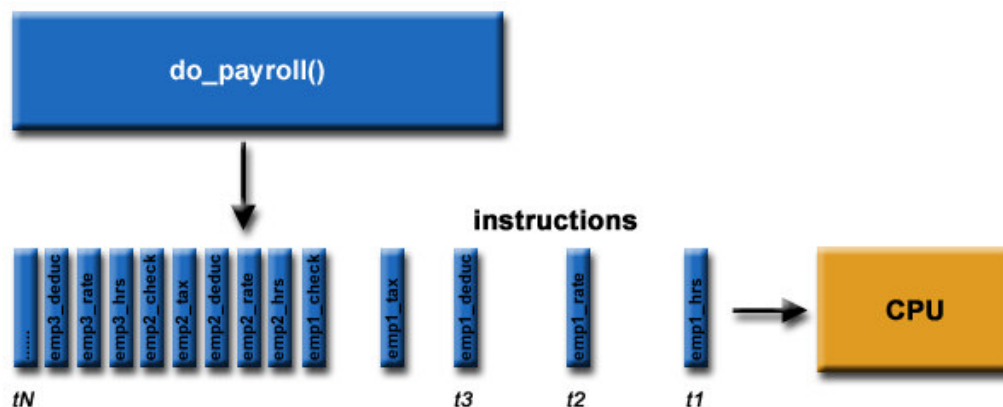 do_payroll()
instructions
.....
emp3_deduc
emp3_rate
emp3_hrs
emp2_check
emp2_tax
emp2_deduc
emp2_rate
emp2_hrs
emp1_check
emp1_tax
emp1_deduc
emp1_rate
emp1_hrs
CPU
tN
t3
t2
t1